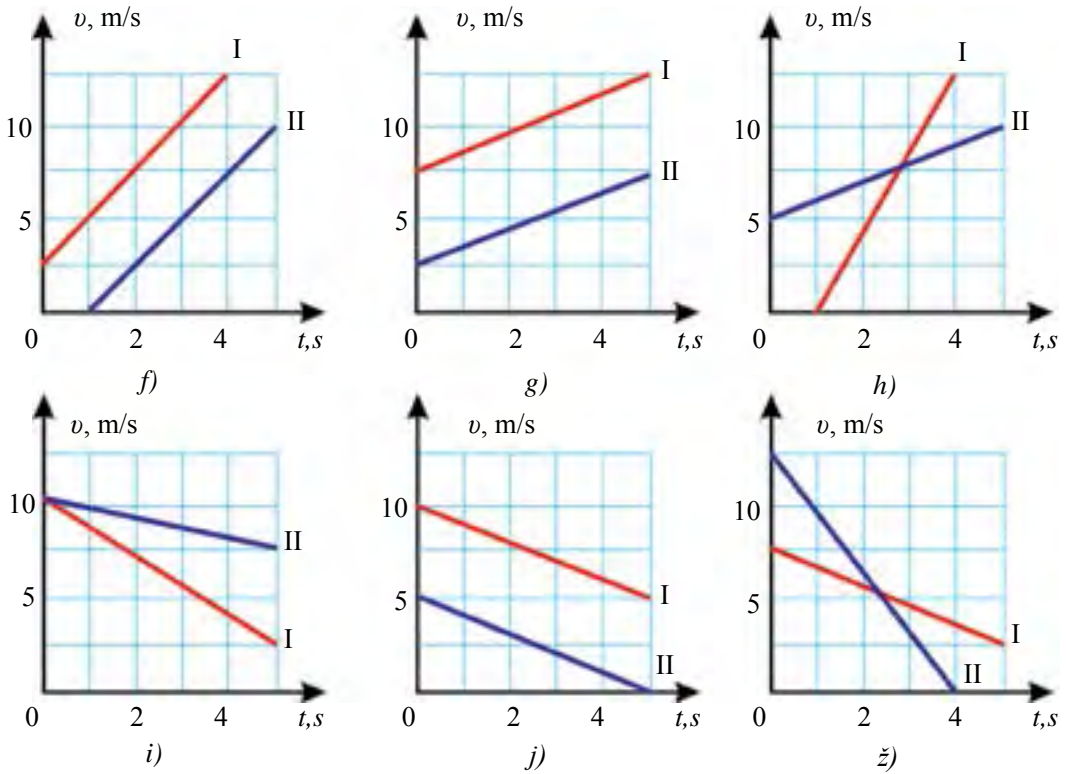 υ, m/s υ, m/s υ, m/s
I I I
10 II 10 II 10 II
5 5 5
0 2 4 t,s 0 2 4 t,s 0 2 4 t,s
f) g) h)
υ, m/s υ, m/s υ, m/s
10 II 10 I 10 I
5 I 5 II 5 II
0 2 4 t,s 0 2 4 t,s 0 2 4 t,s
i) j) ž)